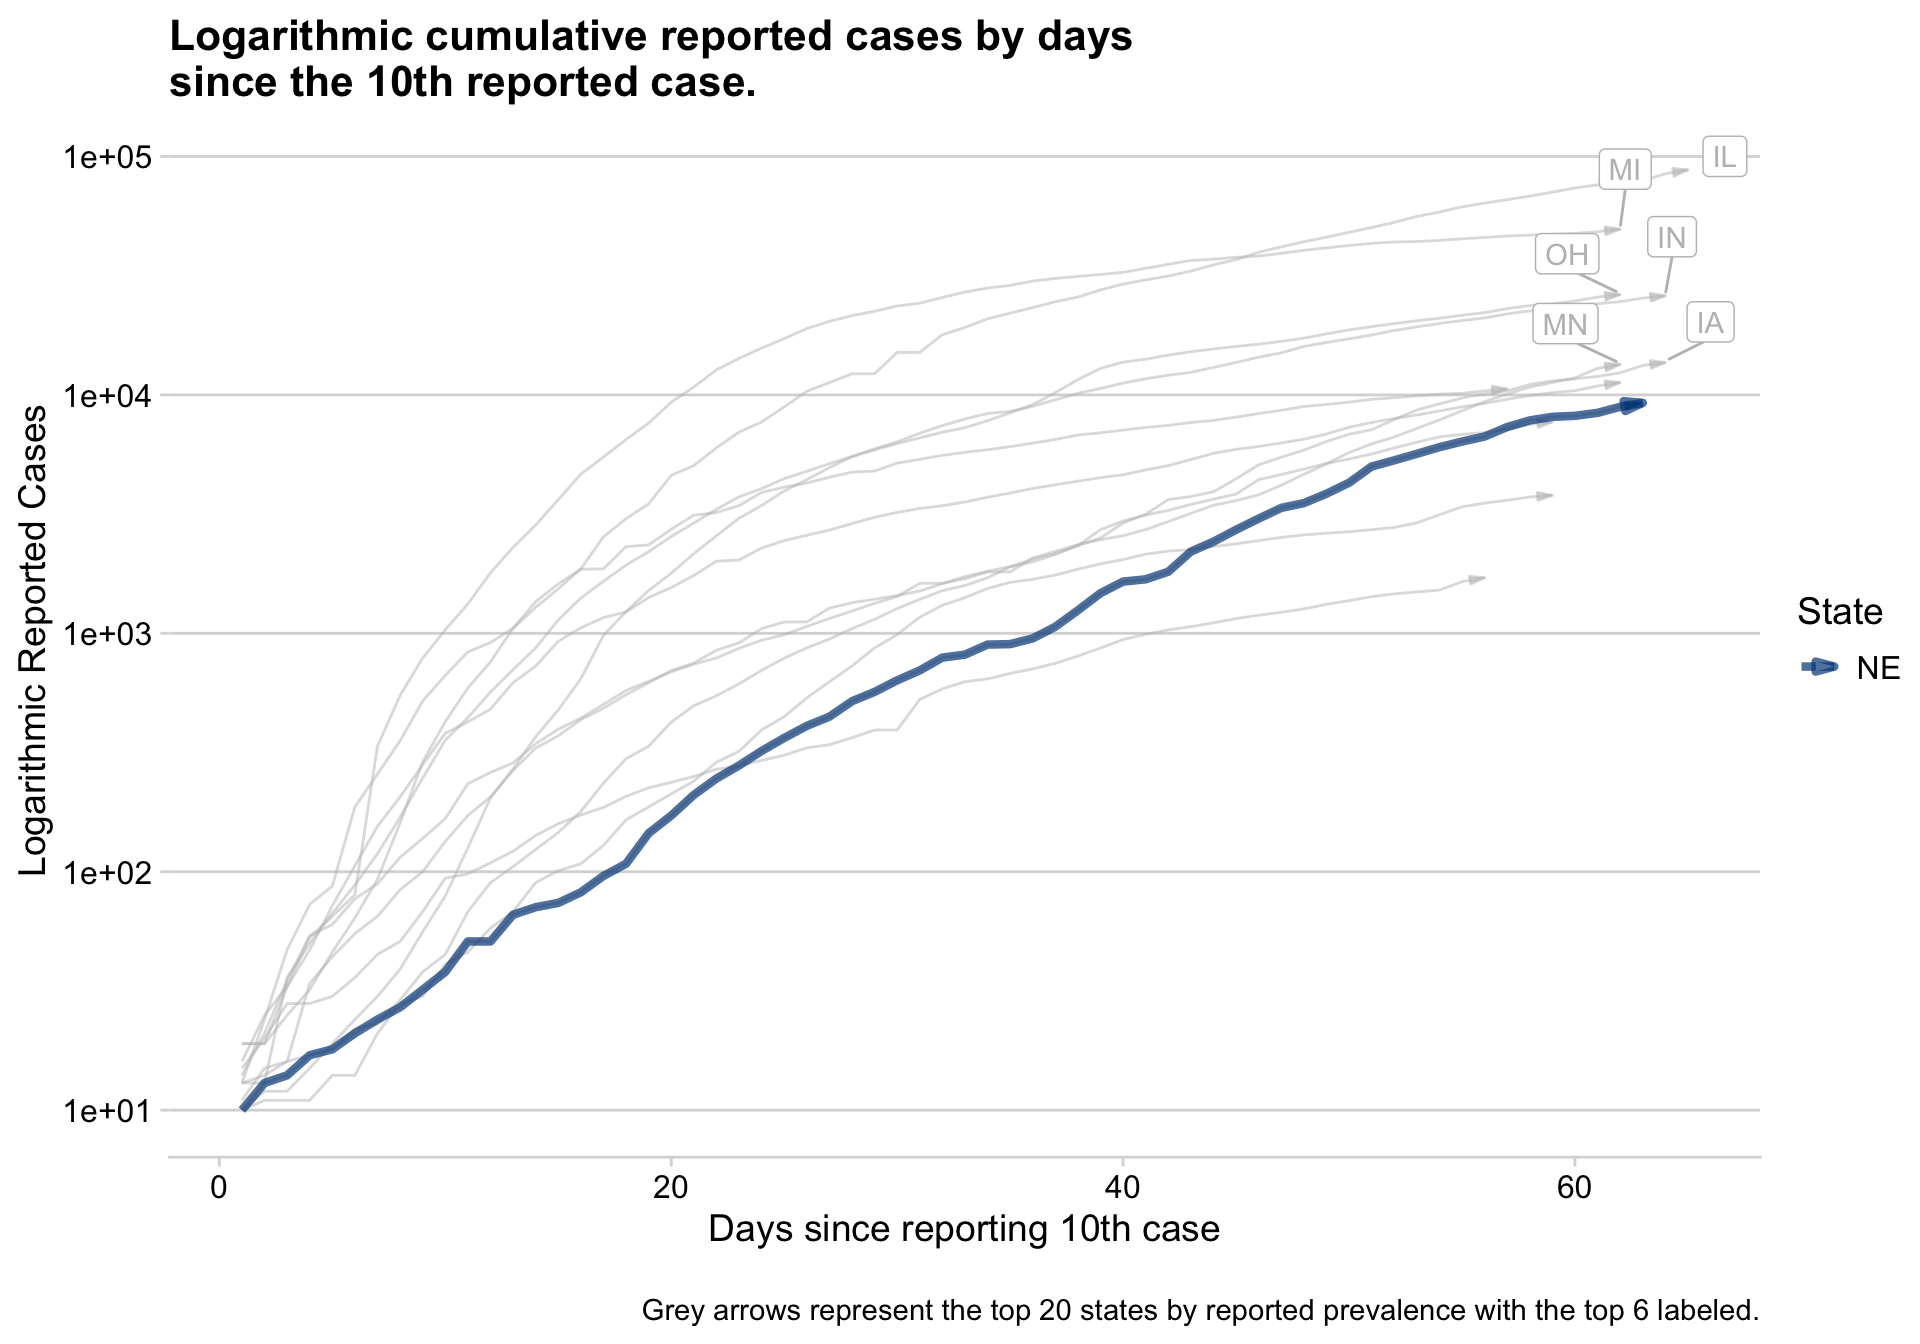 Logarithmic cumulative reported cases by days
since the 10th reported case.
Logarithmic Reported Cases
1e+05
1e+04
1e+03
1e+02
1e+01
MI
IL
OH
IN
MN
IA
State
NE
0
20
40
60
Days since reporting 10th case
Grey arrows represent the top 20 states by reported prevalence with the top 6 labeled.